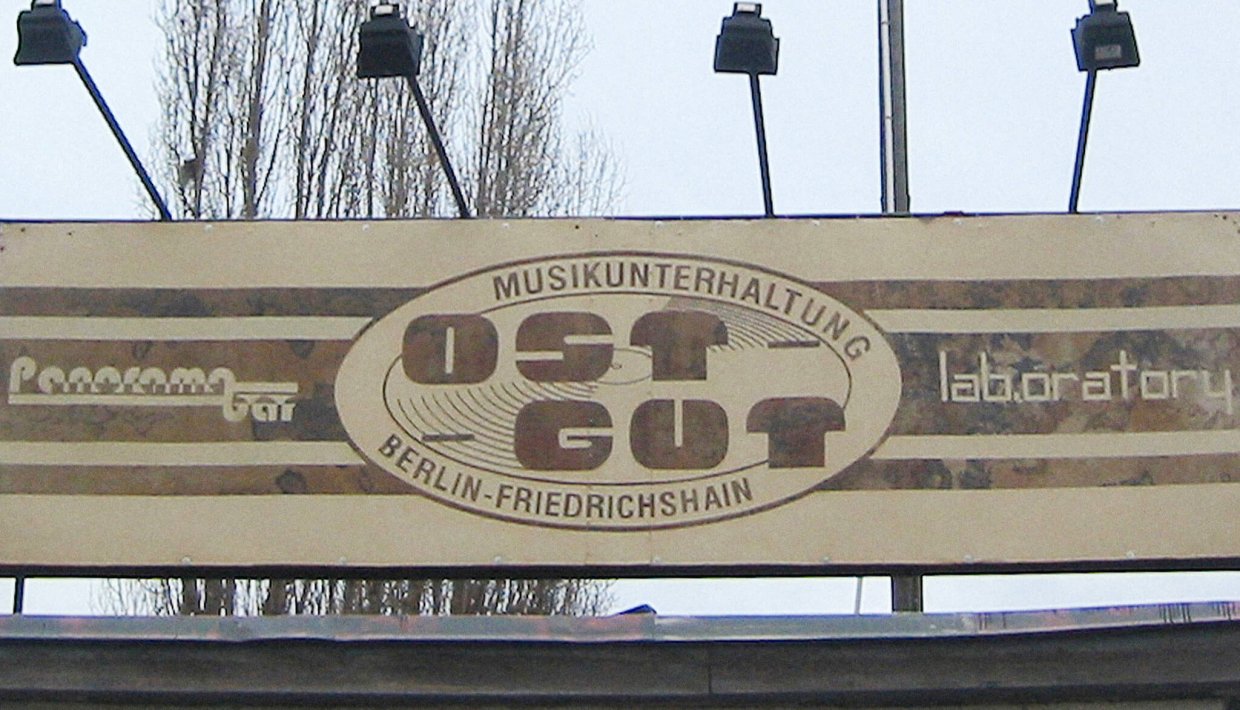 MUSIKUNTERHALTUNG
OST-
-GUT
BERLIN-FRIEDRICHSHAIN
Panorama
bar
lab.oratory